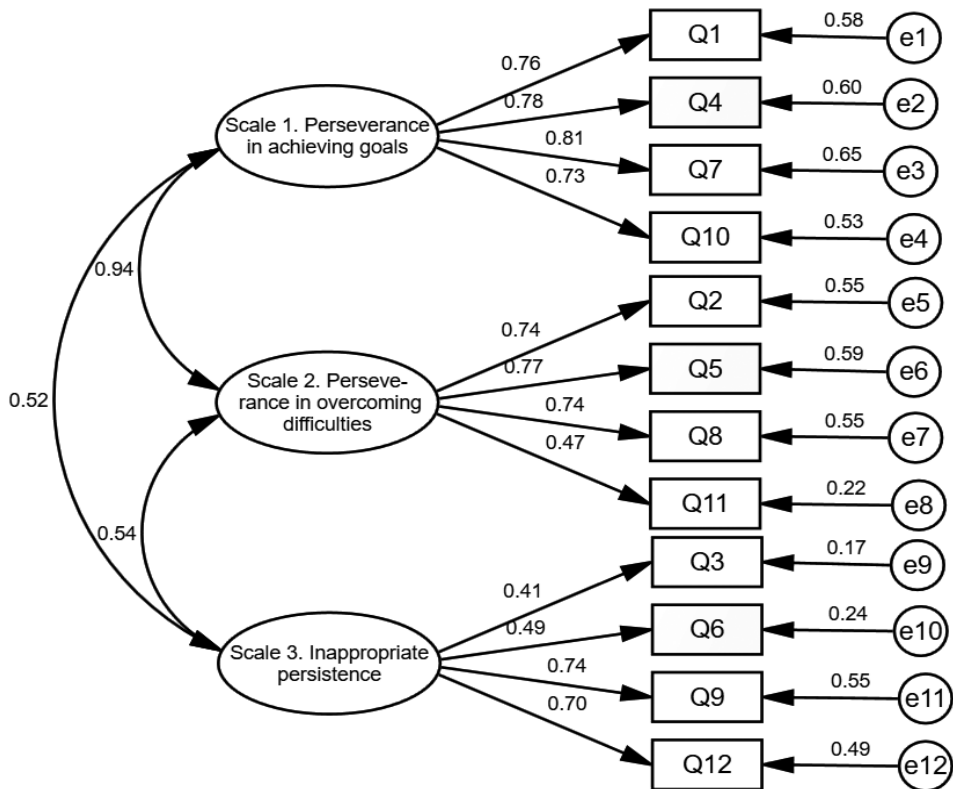 0.76
0.78
0.81
0.73
Scale 1. Perseverance
in achieving goals
Q1
0.58
e1
Q4
0.60
e2
Q7
0.65
e3
Q10
0.53
e4
0.94
0.52
0.54
0.74
0.77
0.74
0.47
Scale 2. Perseve-
rance in overcoming
difficulties
Q2
0.55
e5
Q5
0.59
e6
Q8
0.55
e7
Q11
0.22
e8
0.41
0.49
0.74
0.70
Scale 3. Inappropriate
persistence
Q3
0.17
e9
Q6
0.24
e10
Q9
0.55
e11
Q12
0.49
e12